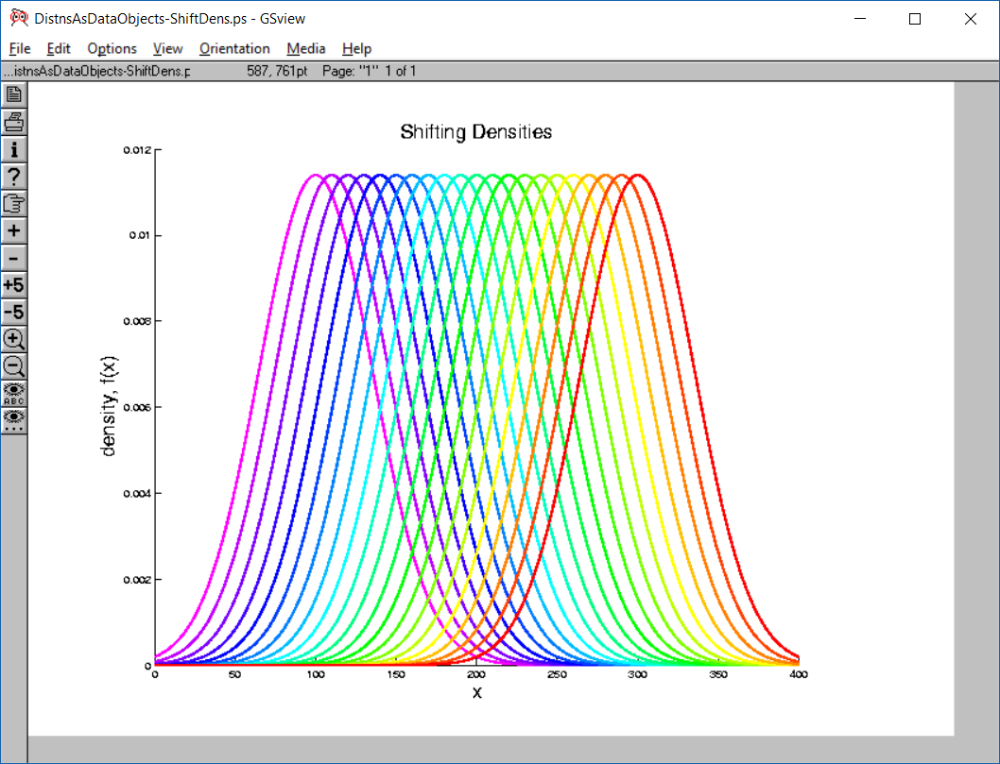 DistnsAsDataObjects-ShiftDens.ps - GSview
File Edit Options View Orientation Media Help
...istnsAsDataObjects-ShiftDens.p 587, 761pt Page: "1" 1 of 1
i
?
+
-
+5
-5
ABC
Shifting Densities
0.012
0.01
0.008
0.006
0.004
0.002
0
density, f(x)
0 50 100 150 200 250 300 350 400
x